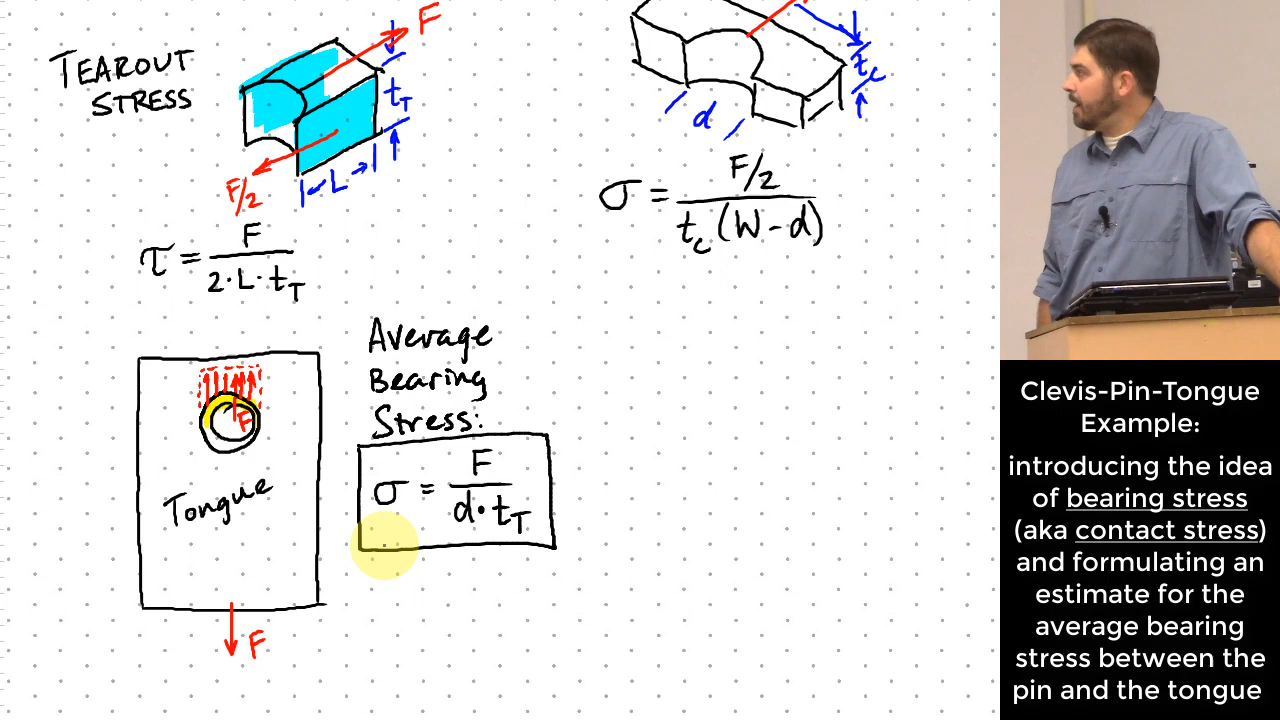 TEAROUT
STRESS
F
t_T
L
F/2
τ = F / (2·L·t_T)
t_c
d
σ = (F/2) / (t_c (W-d))
Average
Bearing
Stress:
σ = F / (d·t_T)
F
Tongue
F
Clevis-Pin-Tongue
Example:
introducing the idea
of bearing stress
(aka contact stress)
and formulating an
estimate for the
average bearing
stress between the
pin and the tongue